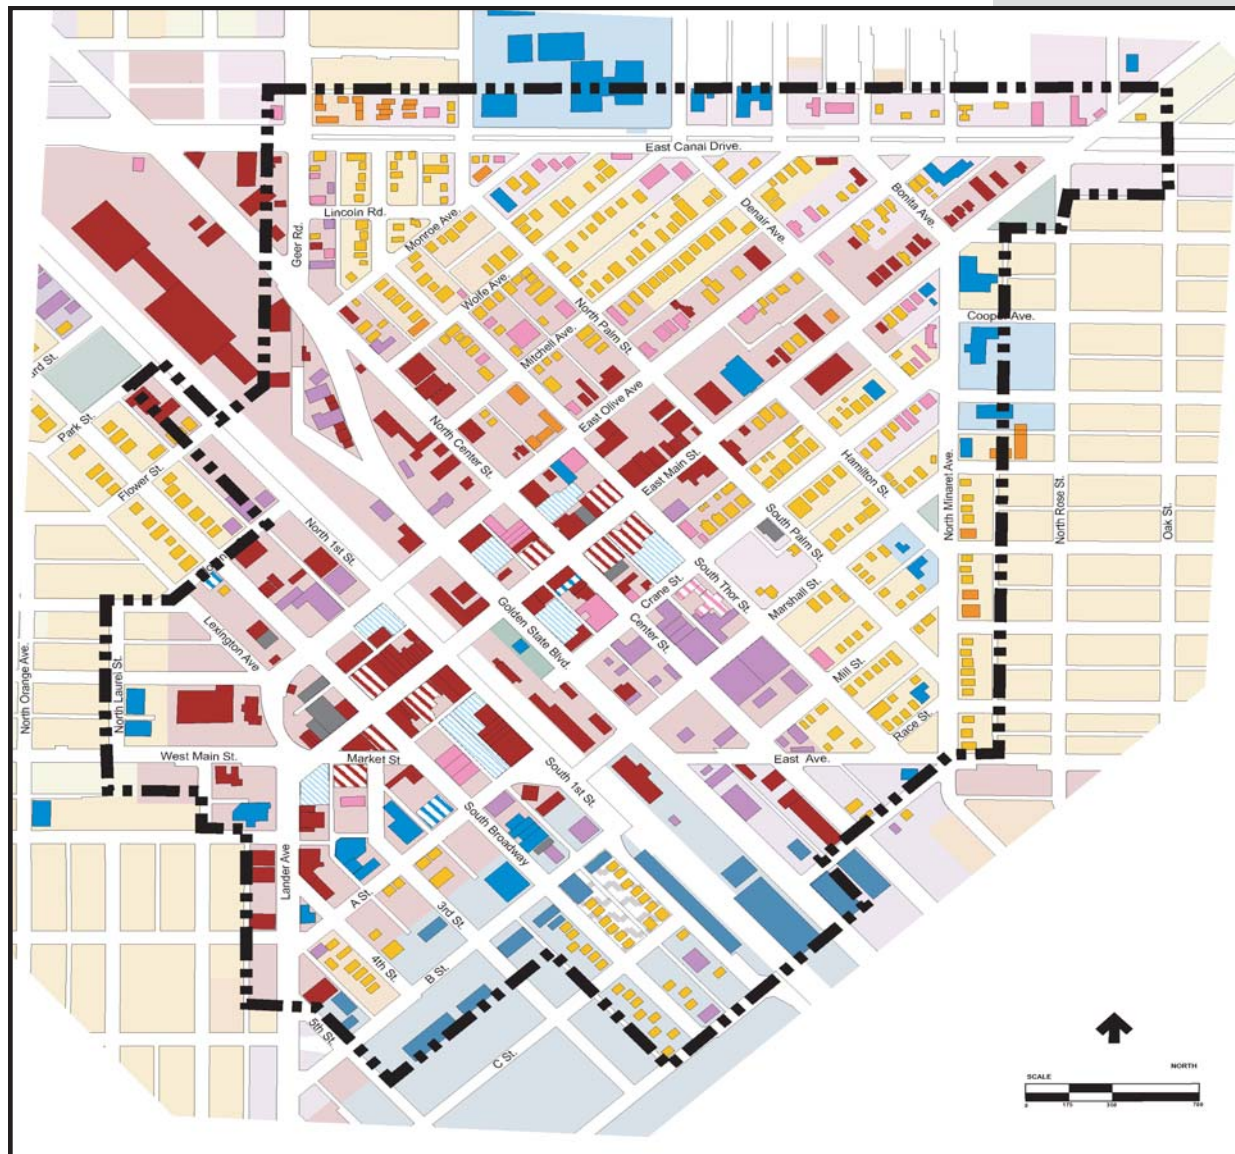 East Canal Drive.
Lincoln Rd.
Geer Rd.
Monroe Ave.
Denair Ave.
Bonita Ave.
Wolfe Ave.
North Palm St.
Mitchell Ave.
Cooper Ave.
3rd St.
Park St.
Flower St.
North Center St.
East Olive Ave
East Main St.
Hamilton St.
North Minaret Ave.
North Rose St.
Oak St.
North 1st St.
South Palm St.
Crane St.
South Thor St.
Marshall St.
Center St.
Golden State Blvd.
Lexington Ave
North Orange Ave.
North Laurel St.
Mill St.
Race St.
West Main St.
Market St
East Ave.
South 1st St.
South Broadway
Lander Ave
A St.
3rd St.
4th St.
B St.
5th St.
C St.
NORTH
SCALE
0 175 350 700